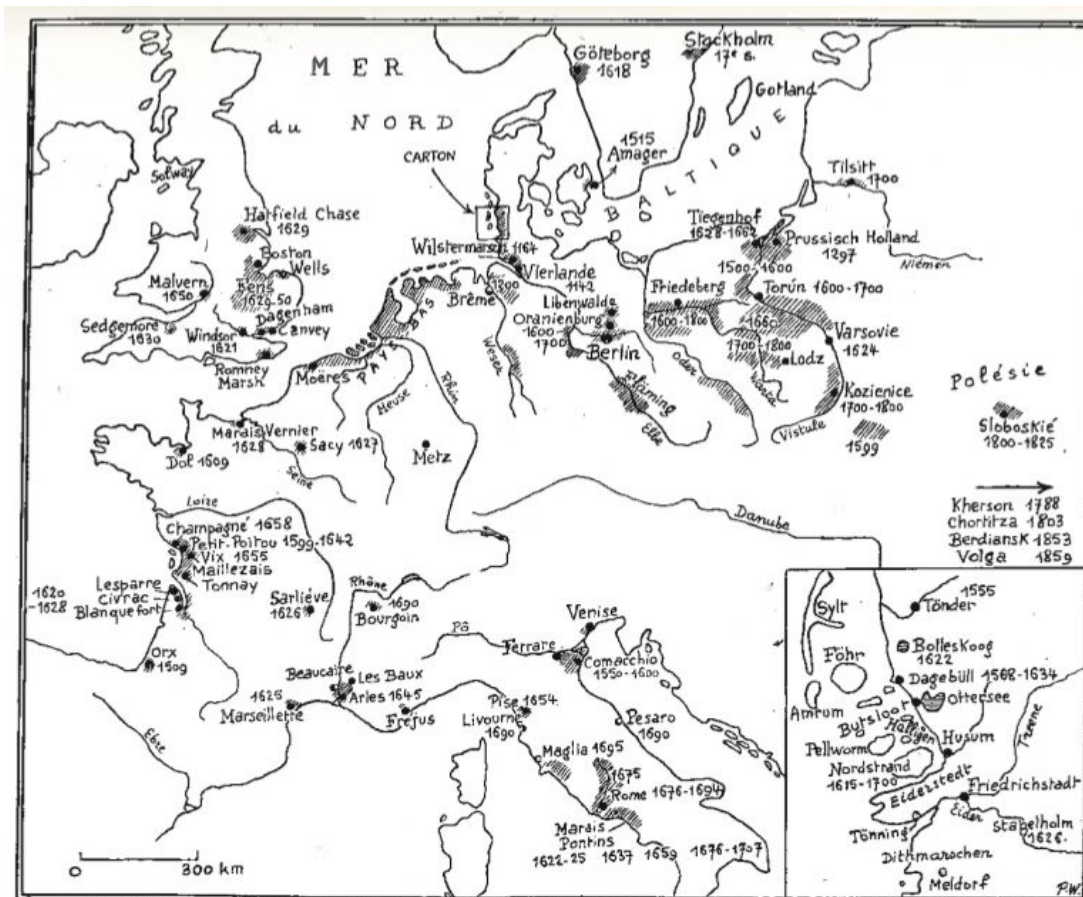 MER
du NORD
CARTON
Göteborg
1618
Stockholm
17e s.
Gotland
BALTIQUE
1515
Amager
Tilsitt
1700
Niémen
Solway
Hatfield Chase
1629
Boston
Wells
Fens
1629-50
Malvern
1650
Sedgemore
1630
Windsor
1621
Dagenham
Canvey
Romney
Marsh
Moëres
PAYS BAS
Wilstermarsch 1164
Vierlande
1142
Brême
1800
Weser
Tiegenhof
1628-1662
Prussisch Holland
1297
1500-1600
Friedeberg
1600-1800
Torún 1600-1700
1660
1700
-1800
Libenwalde
Oranienburg
1600-
1700
Berlin
Fläming
Elbe
Oder
Warta
Lodz
Varsovie
1624
Kozienice
1700-1800
Vistule
1599
Polésie
Sloboskié
1800-1825
Kherson 1788
Chortitza 1803
Berdiansk 1853
Volga 1859
Marais Vernier
1628
Dol 1609
Sacy 1627
Seine
Meuse
Rhin
Metz
Loire
Danube
Champagné 1658
Petit-Poitou 1599-1642
Vix 1655
Maillezais
Tonnay
Lesparre
Civrac
Blanquefort
1620
-1628
Orx
1509
Sarliève
1626
Rhône
1690
Bourgoin
Pô
Venise
Ferrare
Comacchio
1550-1600
Beaucaire
Les Baux
Arles 1645
1625
Marseillette
Fréjus
Pise 1654
Livourne
1690
Pesaro
1690
Maglia 1695
1675
Rome 1676-1694
Marais
Pontins
1622-25 1637 1659 1676-1707
Ebre
0 300 km
Sylt
1555
Tönder
Bolleskoog
1622
Föhr
Dagebüll 1568-1634
Ottersee
Amrum
Butsloot
Halligen
Pellworm
Husum
Nordstrand
1615-1700
Eiderstedt
Treene
Friedrichstadt
Eider
Stapelholm
1626.
Tönning
Dithmarschen
Meldorf
P.W.